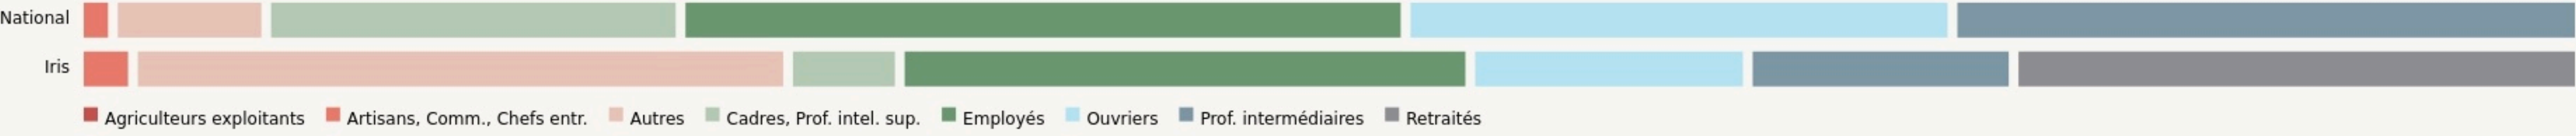 National
Iris
Agriculteurs exploitants Artisans, Comm., Chefs entr. Autres Cadres, Prof. intel. sup. Employés Ouvriers Prof. intermédiaires Retraités